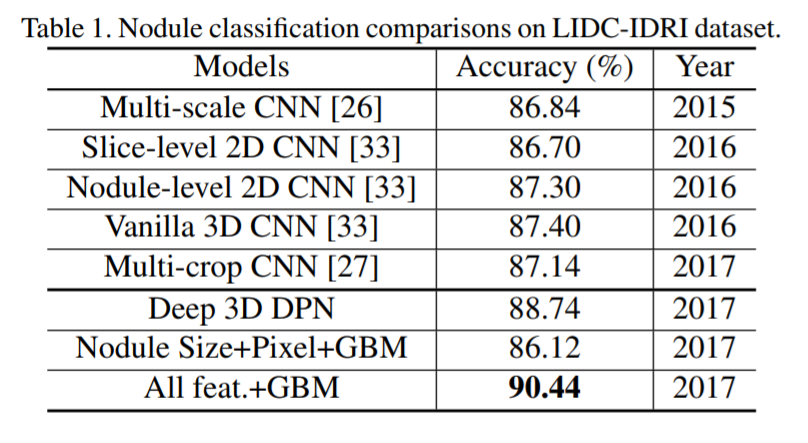 Table 1. Nodule classification comparisons on LIDC-IDRI dataset.
Models Accuracy (%) Year
Multi-scale CNN [26] 86.84 2015
Slice-level 2D CNN [33] 86.70 2016
Nodule-level 2D CNN [33] 87.30 2016
Vanilla 3D CNN [33] 87.40 2016
Multi-crop CNN [27] 87.14 2017
Deep 3D DPN 88.74 2017
Nodule Size+Pixel+GBM 86.12 2017
All feat.+GBM 90.44 2017